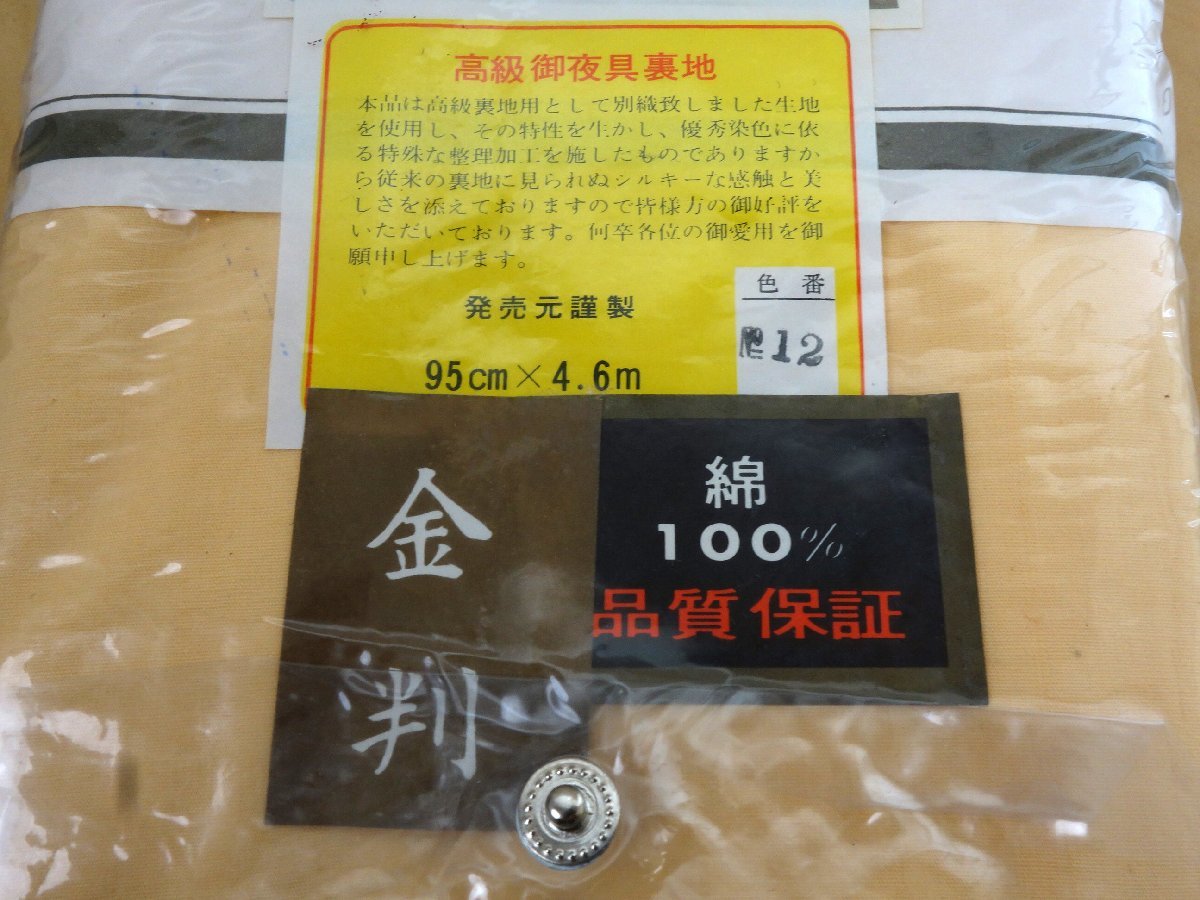 高級御夜具裏地
本品は高級裏地用として別織致しました生地
を使用し、その特性を生かし、優秀染色に依
る特殊な整理加工を施したものでありますか
ら従来の裏地に見られぬシルキーな感触と美
しさを添えておりますので皆様方の御好評を
いただいております。何卒各位の御愛用を御
願申し上げます。
発売元謹製
色番
№12
95cm×4.6m
金判
綿
100%
品質保証